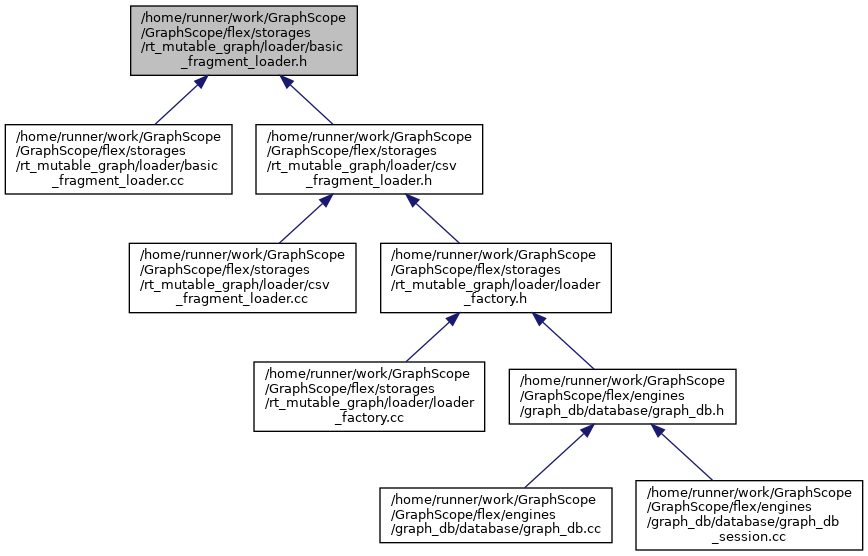 /home/runner/work/GraphScope
/GraphScope/flex/storages
/rt_mutable_graph/loader/basic
_fragment_loader.h
/home/runner/work/GraphScope
/GraphScope/flex/storages
/rt_mutable_graph/loader/basic
_fragment_loader.cc
/home/runner/work/GraphScope
/GraphScope/flex/storages
/rt_mutable_graph/loader/csv
_fragment_loader.h
/home/runner/work/GraphScope
/GraphScope/flex/storages
/rt_mutable_graph/loader/csv
_fragment_loader.cc
/home/runner/work/GraphScope
/GraphScope/flex/storages
/rt_mutable_graph/loader/loader
_factory.h
/home/runner/work/GraphScope
/GraphScope/flex/storages
/rt_mutable_graph/loader/loader
_factory.cc
/home/runner/work/GraphScope
/GraphScope/flex/engines
/graph_db/database/graph_db.h
/home/runner/work/GraphScope
/GraphScope/flex/engines
/graph_db/database/graph_db.cc
/home/runner/work/GraphScope
/GraphScope/flex/engines
/graph_db/database/graph_db
_session.cc